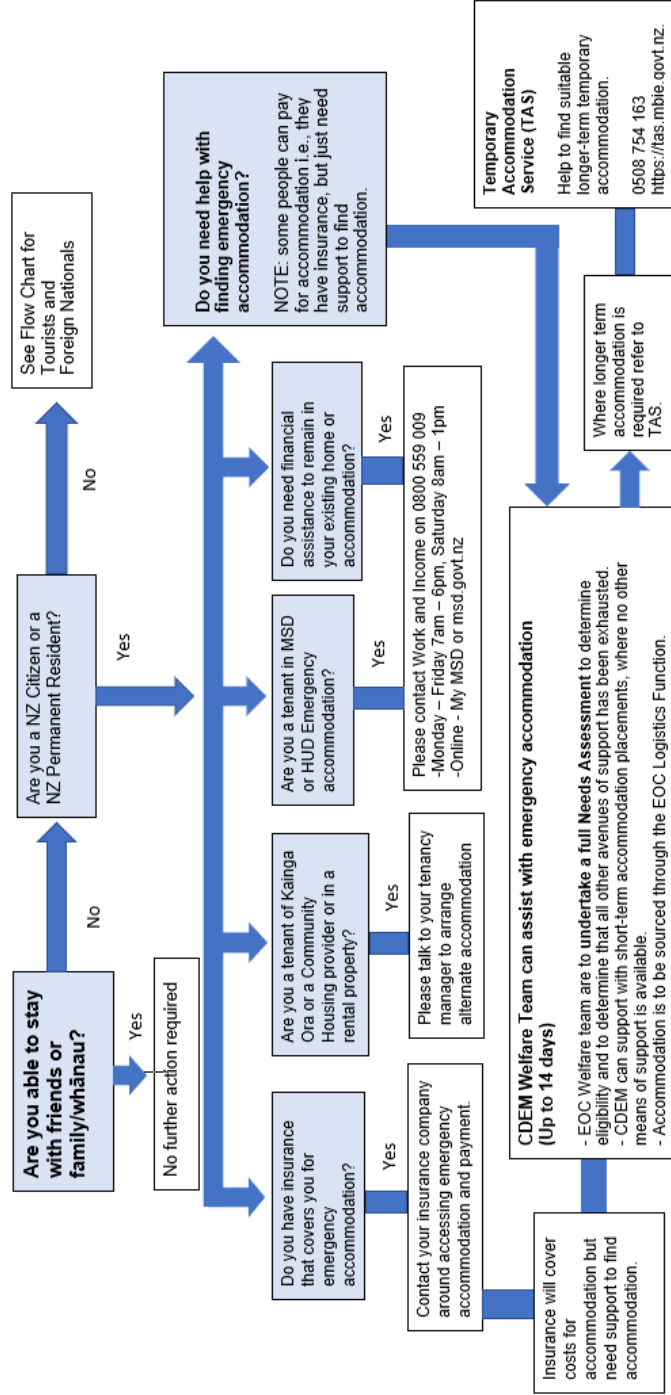 Are you able to stay
with friends or
family/whānau?
No
Are you a NZ Citizen or a
NZ Permanent Resident?
No
See Flow Chart for
Tourists and
Foreign Nationals
Yes
No further action required
Yes
Do you have insurance
that covers you for
emergency
accommodation?
Are you a tenant of Kainga
Ora or a Community
Housing provider or in a
rental property?
Are you a tenant in MSD
or HUD Emergency
accommodation?
Do you need financial
assistance to remain in
your existing home or
accommodation?
Do you need help with
finding emergency
accommodation?
NOTE: some people can pay
for accommodation i.e., they
have insurance, but just need
support to find
accommodation.
Yes
Yes
Yes
Yes
Contact your insurance company
around accessing emergency
accommodation and payment.
Please talk to your tenancy
manager to arrange
alternate accommodation
Please contact Work and Income on 0800 559 009
-Monday – Friday 7am – 6pm, Saturday 8am – 1pm
-Online - My MSD or msd.govt.nz
Insurance will cover
costs for
accommodation but
need support to find
accommodation.
CDEM Welfare Team can assist with emergency accommodation
(Up to 14 days)
- EOC Welfare team are to undertake a full Needs Assessment to determine
eligibility and to determine that all other avenues of support has been exhausted.
- CDEM can support with short-term accommodation placements, where no other
means of support is available.
- Accommodation is to be sourced through the EOC Logistics Function.
Where longer term
accommodation is
required refer to
TAS.
Temporary
Accommodation
Service (TAS)
Help to find suitable
longer-term temporary
accommodation.
0508 754 163
https://tas.mbie.govt.nz.